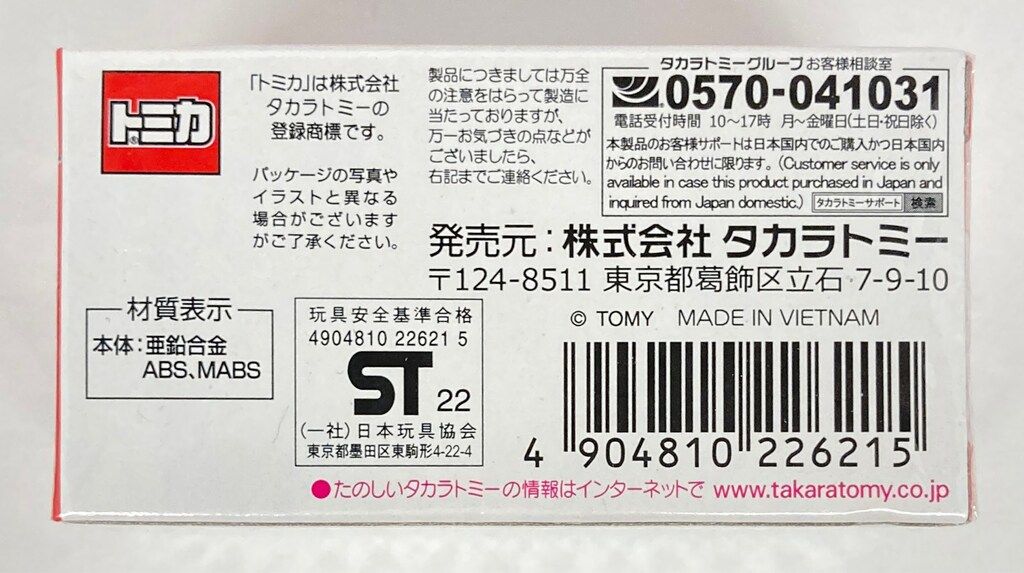 トミカ®
「トミカ」は株式会社
タカラトミーの
登録商標です。
パッケージの写真や
イラストと異なる
場合がございます
がご了承ください。
製品につきましては万全
の注意をはらって製造に
当たっておりますが、
万一お気づきの点などが
ございましたら、
右記までご連絡ください。
タカラトミーグループ お客様相談室
0570-041031
電話受付時間 10〜17時 月〜金曜日(土日・祝日除く)
本製品のお客様サポートは日本国内でのご購入かつ日本国内
からのお問い合わせに限ります。(Customer service is only
available in case this product purchased in Japan and
inquired from Japan domestic.) タカラトミーサポート 検索
発売元:株式会社 タカラトミー
〒124-8511 東京都葛飾区立石 7-9-10
© TOMY MADE IN VIETNAM
材質表示
本体:亜鉛合金
ABS、MABS
玩具安全基準合格
4904810 22621 5
ST 22
(一社)日本玩具協会
東京都墨田区東駒形4-22-4
4 904810 226215
●たのしいタカラトミーの情報はインターネットで www.takaratomy.co.jp